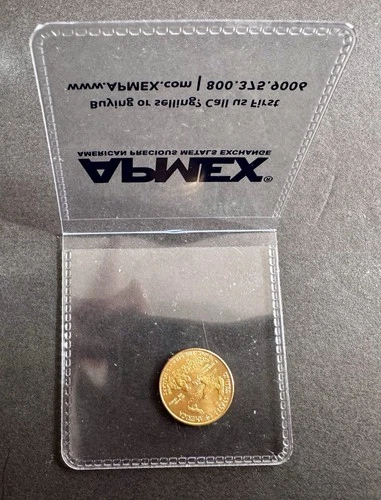 APMEX®
AMERICAN PRECIOUS METALS EXCHANGE
Buying or selling? Call us First
www.APMEX.com | 800.375.9006